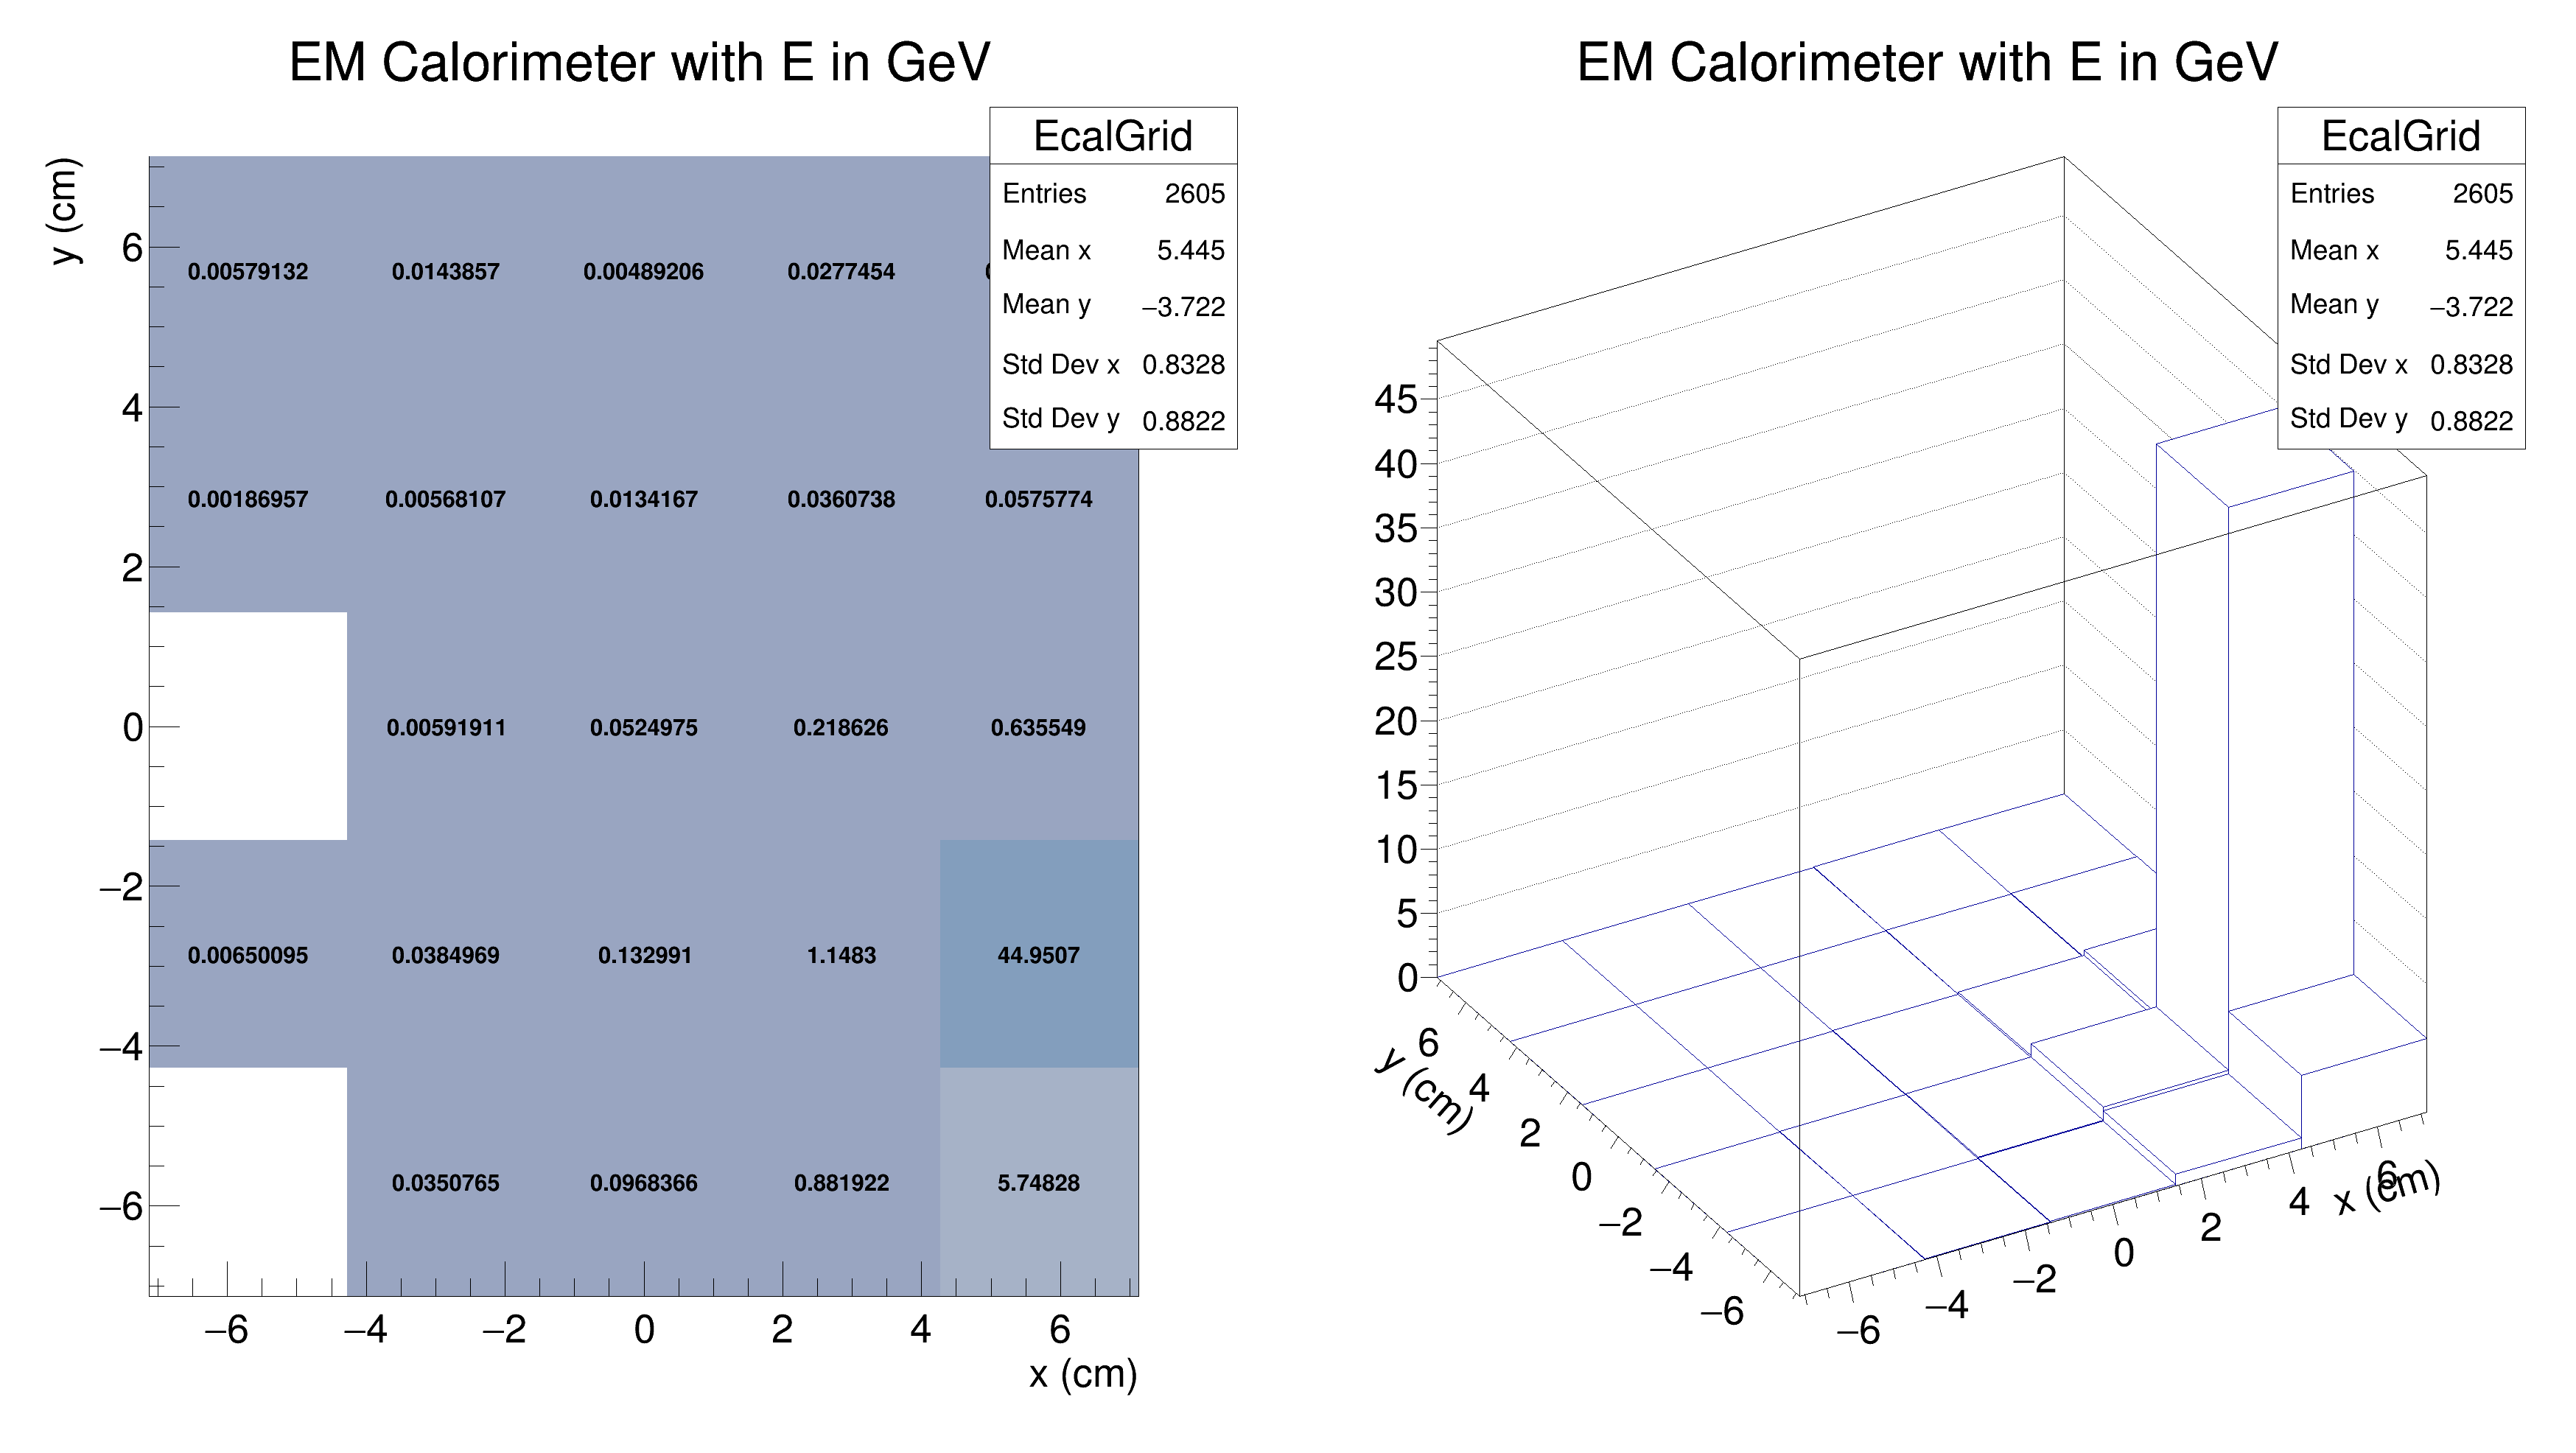 EM Calorimeter with E in GeV
EcalGrid
Entries 2605
Mean x 5.445
Mean y −3.722
Std Dev x 0.8328
Std Dev y 0.8822
y (cm)
6
4
2
0
−2
−4
−6
0.00579132 0.0143857 0.00489206 0.0277454
0.00186957 0.00568107 0.0134167 0.0360738 0.0575774
0.00591911 0.0524975 0.218626 0.635549
0.00650095 0.0384969 0.132991 1.1483 44.9507
0.0350765 0.0968366 0.881922 5.74828
−6 −4 −2 0 2 4 6
x (cm)
EM Calorimeter with E in GeV
EcalGrid
Entries 2605
Mean x 5.445
Mean y −3.722
Std Dev x 0.8328
Std Dev y 0.8822
45
40
35
30
25
20
15
10
5
0
6
4
2
0
−2
−4
−6
y (cm)
−6
−4
−2
0
2
4
6
x (cm)